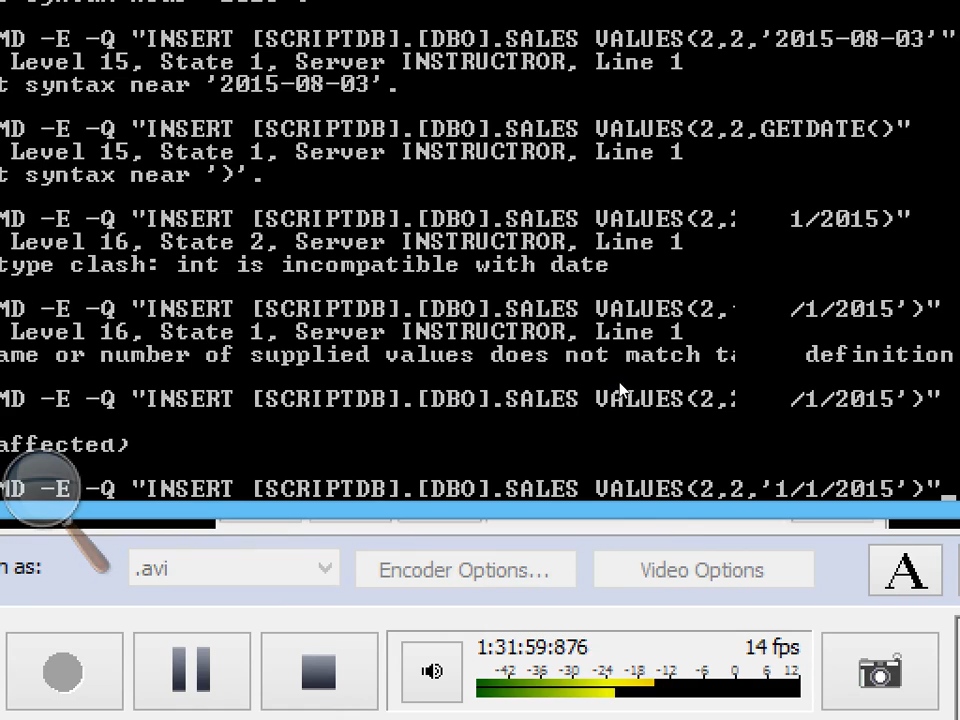 MD -E -Q "INSERT [SCRIPTDB].[DBO].SALES VALUES(2,2,'2015-08-03'"
Level 15, State 1, Server INSTRUCTROR, Line 1
t syntax near '2015-08-03'.
MD -E -Q "INSERT [SCRIPTDB].[DBO].SALES VALUES(2,2,GETDATE()"
Level 15, State 1, Server INSTRUCTROR, Line 1
t syntax near ')'.
MD -E -Q "INSERT [SCRIPTDB].[DBO].SALES VALUES(2, 1/2015)"
Level 16, State 2, Server INSTRUCTROR, Line 1
type clash: int is incompatible with date
MD -E -Q "INSERT [SCRIPTDB].[DBO].SALES VALUES(2, /1/2015')"
Level 16, State 1, Server INSTRUCTROR, Line 1
ame or number of supplied values does not match definition
MD -E -Q "INSERT [SCRIPTDB].[DBO].SALES VALUES(2, /1/2015')"
affected)
MD -E -Q "INSERT [SCRIPTDB].[DBO].SALES VALUES(2,2,'1/1/2015')"
n as:
.avi
Encoder Options...
Video Options
A
1:31:59:876
14 fps
-42 -36 -30 -24 -18 -12 -6 0 6 12